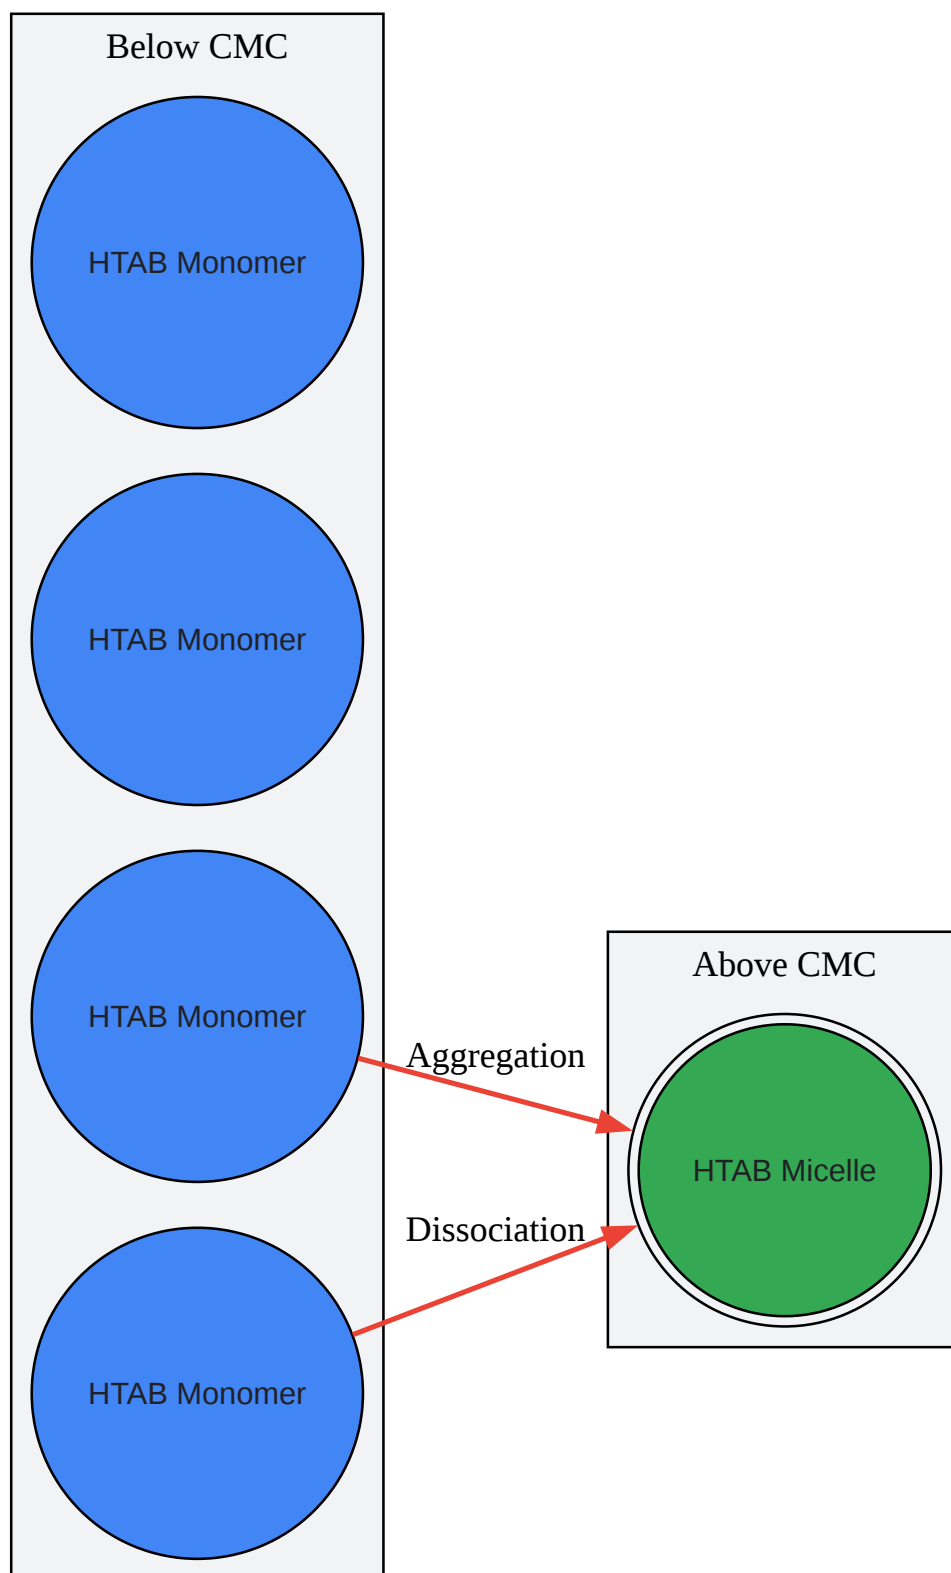 Below CMC
HTAB Monomer
HTAB Monomer
HTAB Monomer
HTAB Monomer
Aggregation
Dissociation
Above CMC
HTAB Micelle